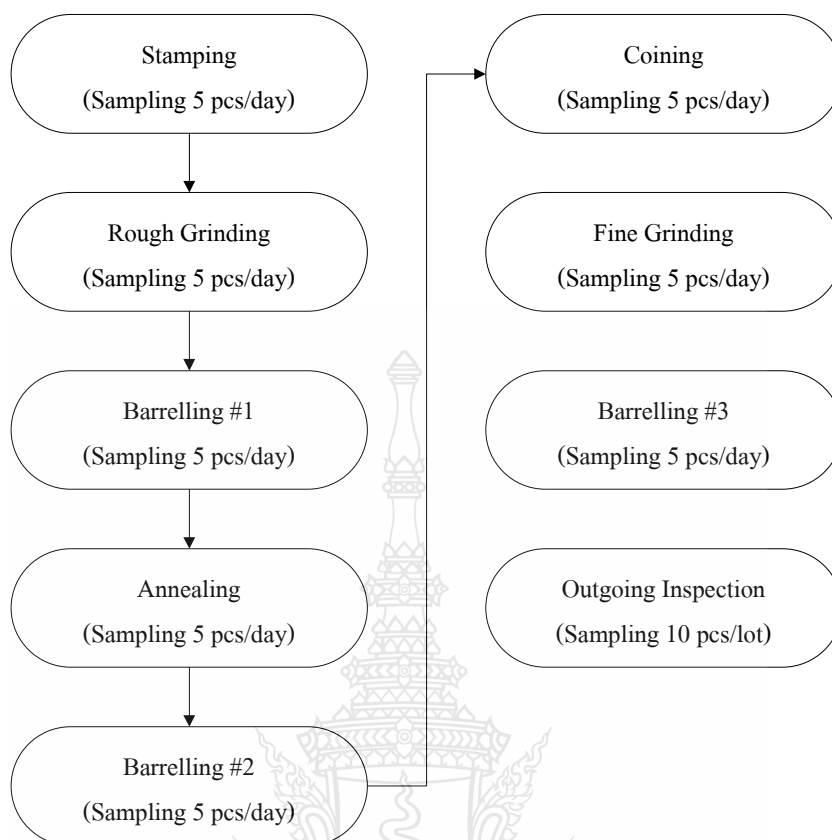 Stamping
(Sampling 5 pcs/day)
Rough Grinding
(Sampling 5 pcs/day)
Barrelling #1
(Sampling 5 pcs/day)
Annealing
(Sampling 5 pcs/day)
Barrelling #2
(Sampling 5 pcs/day)
Coining
(Sampling 5 pcs/day)
Fine Grinding
(Sampling 5 pcs/day)
Barrelling #3
(Sampling 5 pcs/day)
Outgoing Inspection
(Sampling 10 pcs/lot)